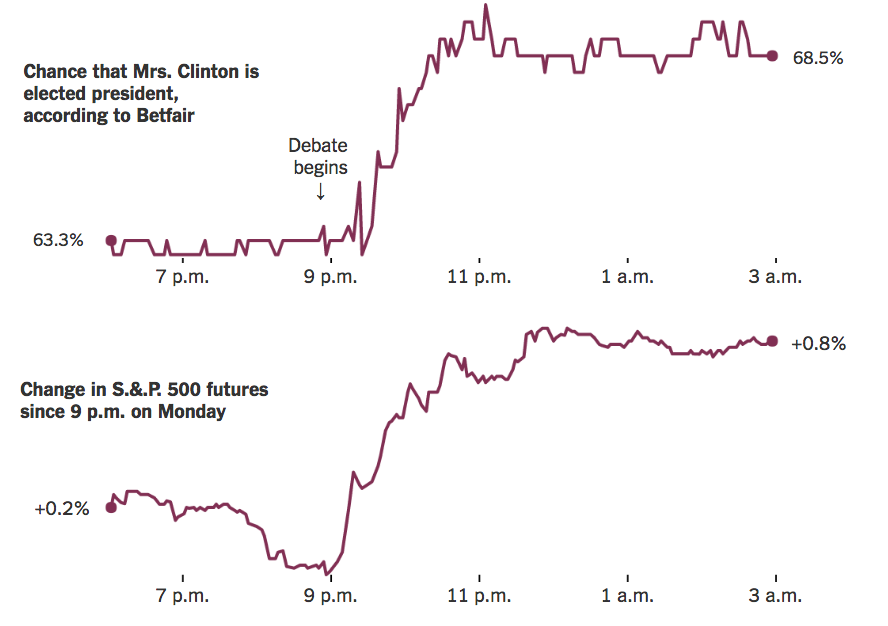 Chance that Mrs. Clinton is
elected president,
according to Betfair
68.5%
Debate
begins
↓
63.3%
7 p.m.
9 p.m.
11 p.m.
1 a.m.
3 a.m.
+0.8%
Change in S.&P. 500 futures
since 9 p.m. on Monday
+0.2%
7 p.m.
9 p.m.
11 p.m.
1 a.m.
3 a.m.